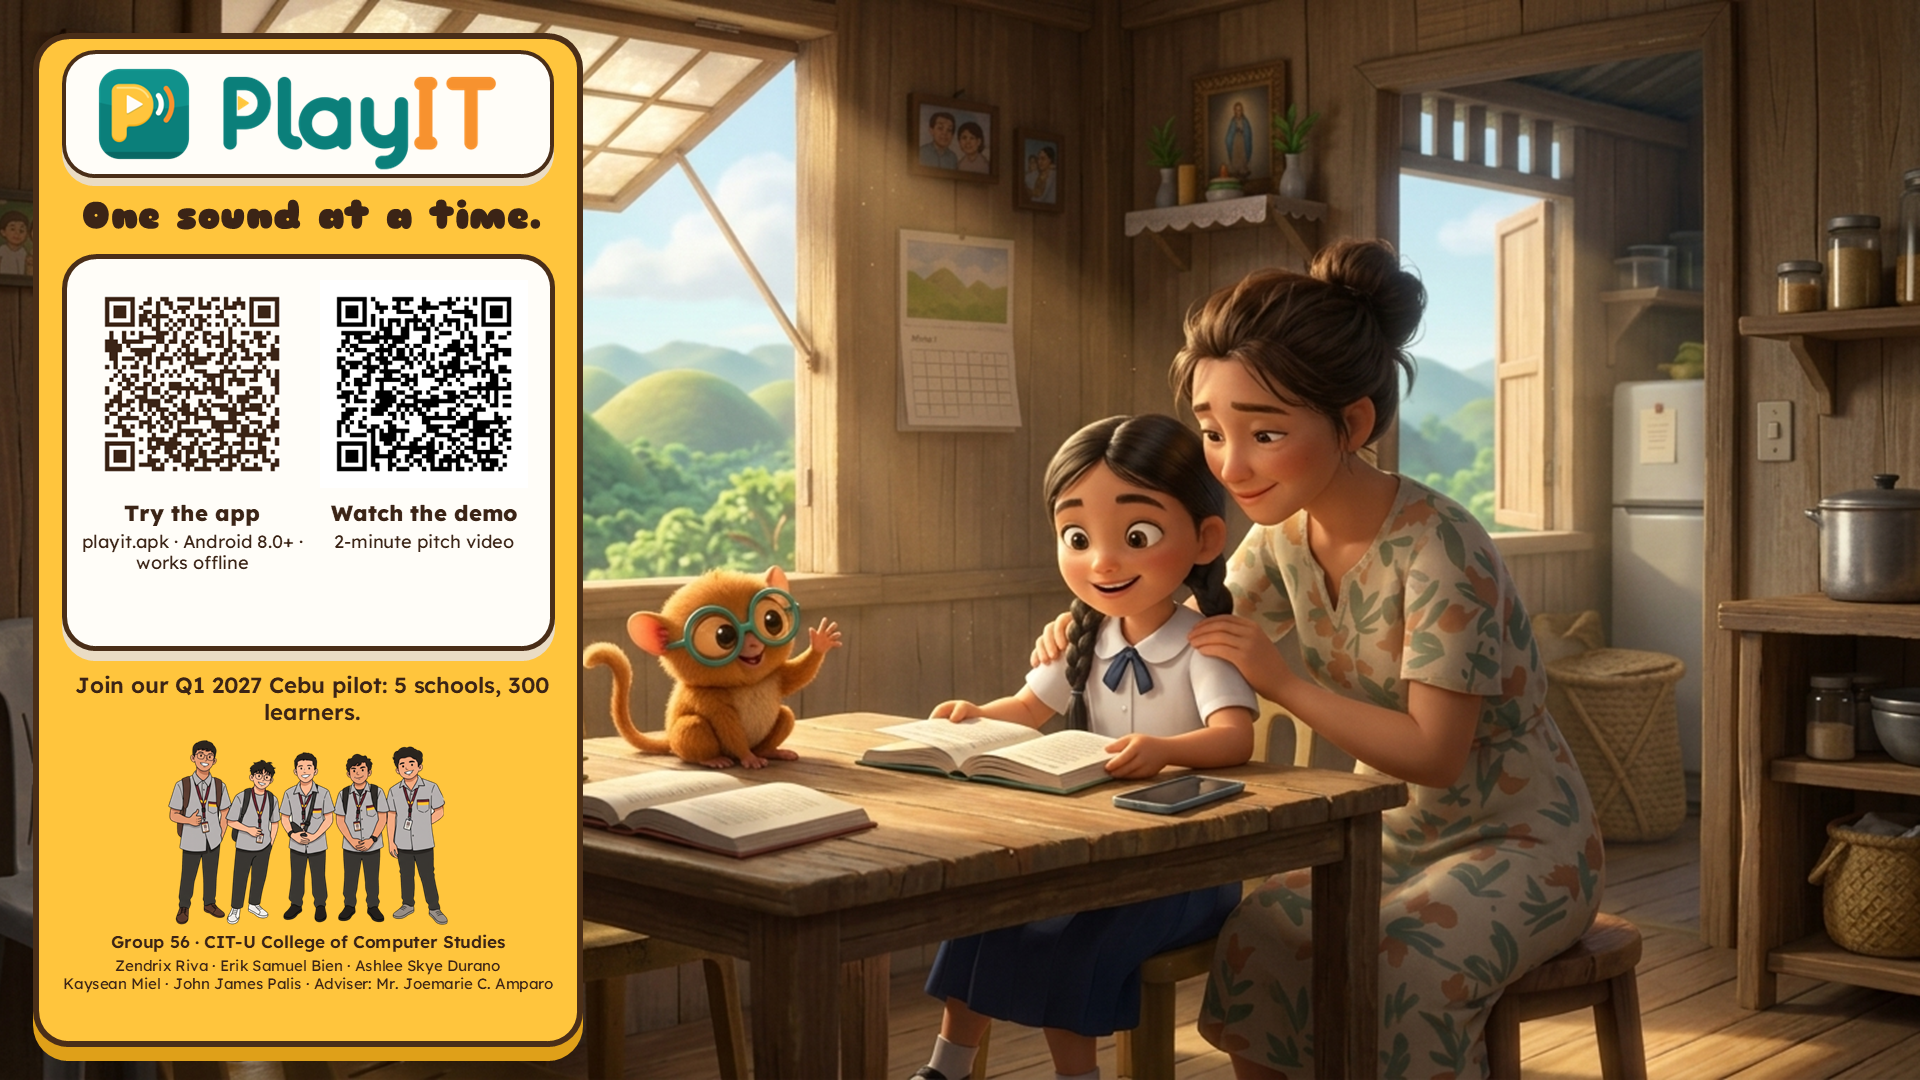 PlayIT
One sound at a time.
Try the app
playit.apk · Android 8.0+ ·
works offline
Watch the demo
2-minute pitch video
Join our Q1 2027 Cebu pilot: 5 schools, 300
learners.
Group 56 · CIT-U College of Computer Studies
Zendrix Riva · Erik Samuel Bien · Ashlee Skye Durano
Kaysean Miel · John James Palis · Adviser: Mr. Joemarie C. Amparo